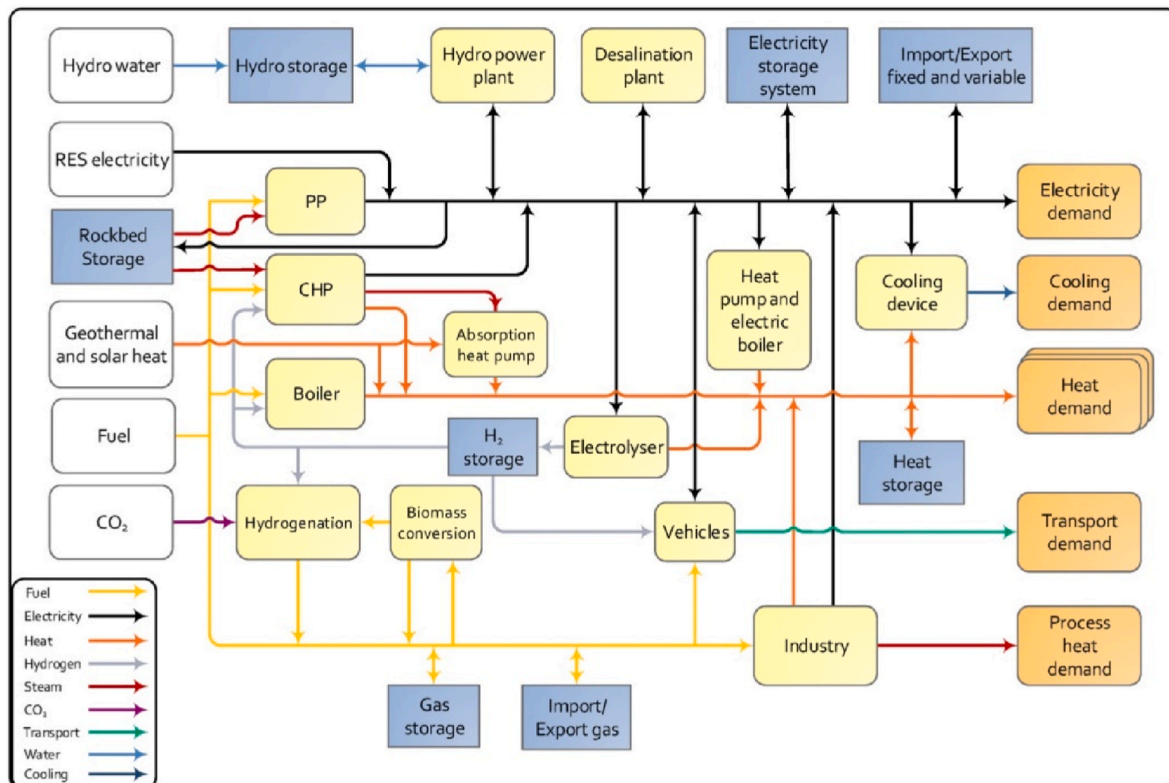 Hydro water
Hydro storage
Hydro power
plant
Desalination
plant
Electricity
storage
system
Import/Export
fixed and variable
RES electricity
PP
Electricity
demand
Rockbed
Storage
CHP
Heat
pump and
electric
boiler
Cooling
device
Cooling
demand
Geothermal
and solar heat
Absorption
heat pump
Boiler
Heat
demand
Fuel
H₂
storage
Electrolyser
Heat
storage
CO₂
Hydrogenation
Biomass
conversion
Vehicles
Transport
demand
Industry
Process
heat
demand
Gas
storage
Import/
Export gas
Fuel
Electricity
Heat
Hydrogen
Steam
CO₂
Transport
Water
Cooling